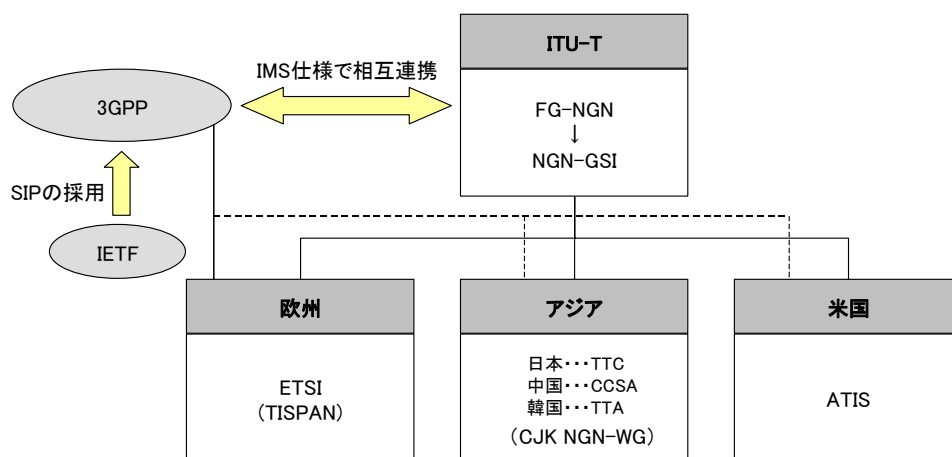 ITU-T
IMS仕様で相互連携
3GPP
FG-NGN
↓
NGN-GSI
SIPの採用
IETF
欧州
アジア
米国
ETSI
(TISPAN)
日本・・・TTC
中国・・・CCSA
韓国・・・TTA
(CJK NGN-WG)
ATIS